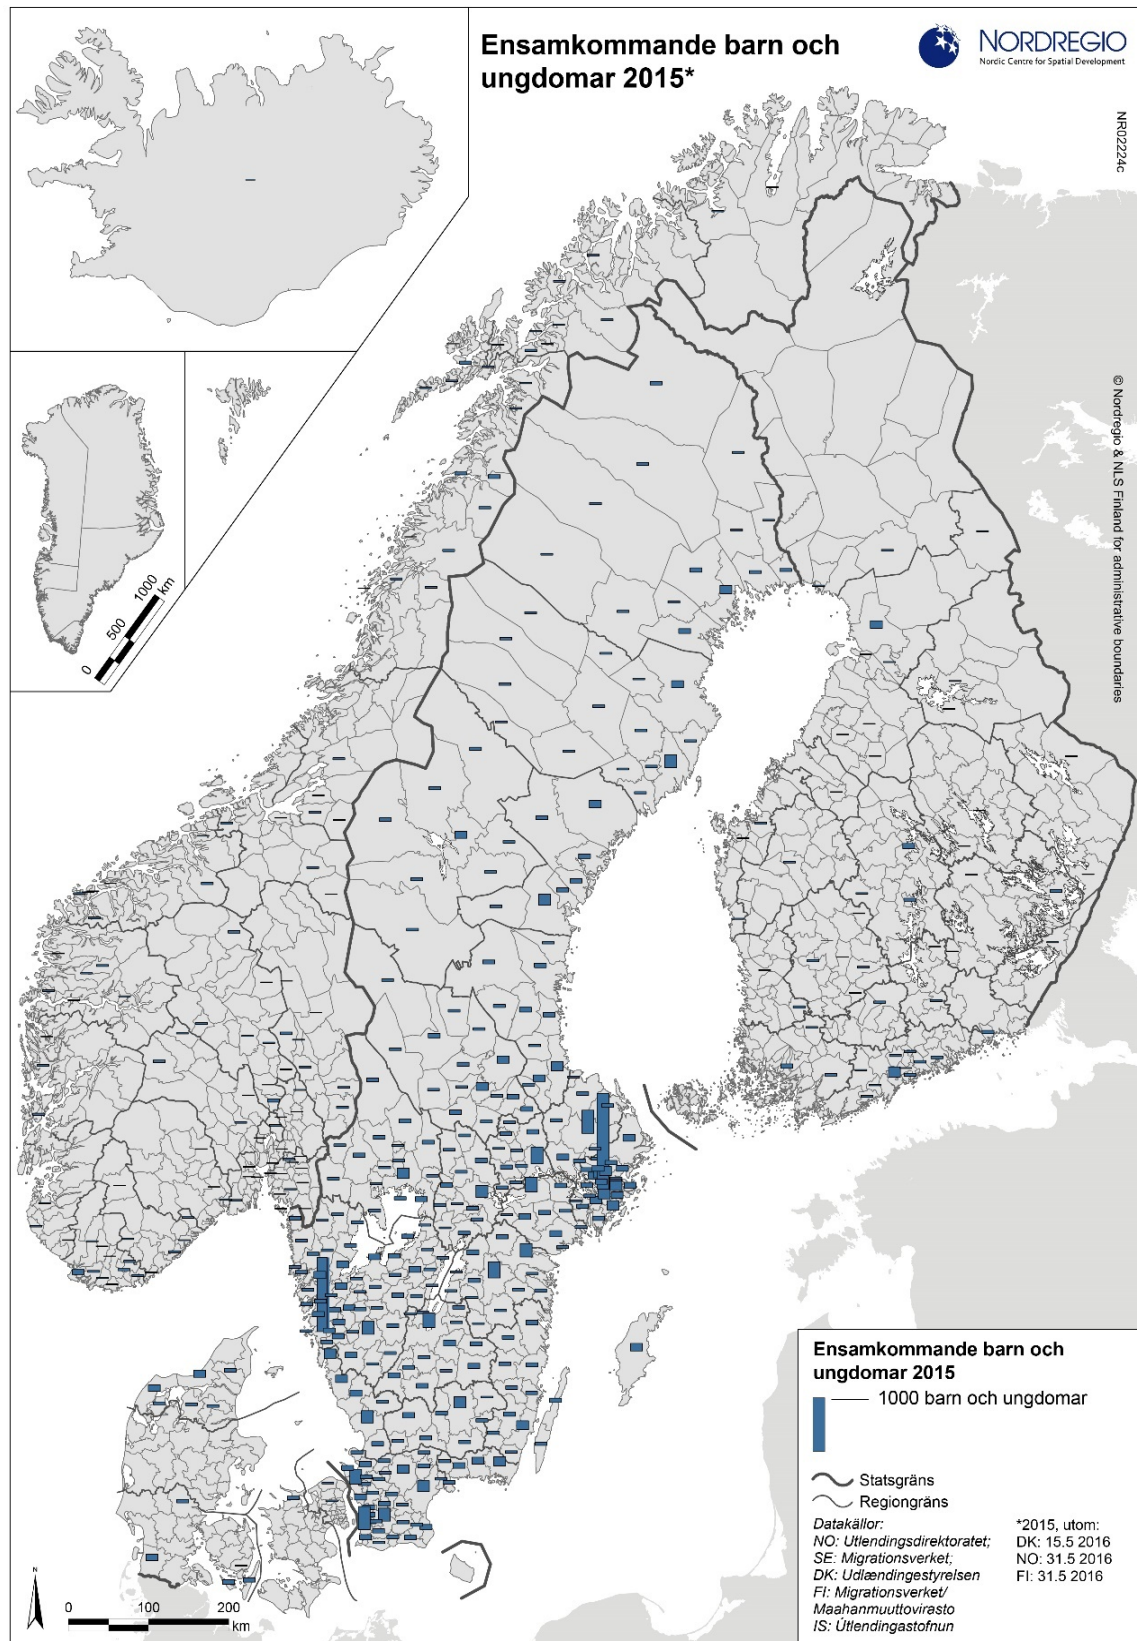 Ensamkommande barn och
ungdomar 2015*
NORDREGIO
Nordic Centre for Spatial Development
NR02224c
© Nordregio & NLS Finland for administrative boundaries
0 500 1000
km
N
0 100 200
km
Ensamkommande barn och
ungdomar 2015
1000 barn och ungdomar
Statsgräns
Regiongräns
Datakällor:
NO: Utlendingsdirektoratet;
SE: Migrationsverket;
DK: Udlændingestyrelsen
FI: Migrationsverket/
Maahanmuuttovirasto
IS: Útlendingastofnun
*2015, utom:
DK: 15.5 2016
NO: 31.5 2016
FI: 31.5 2016